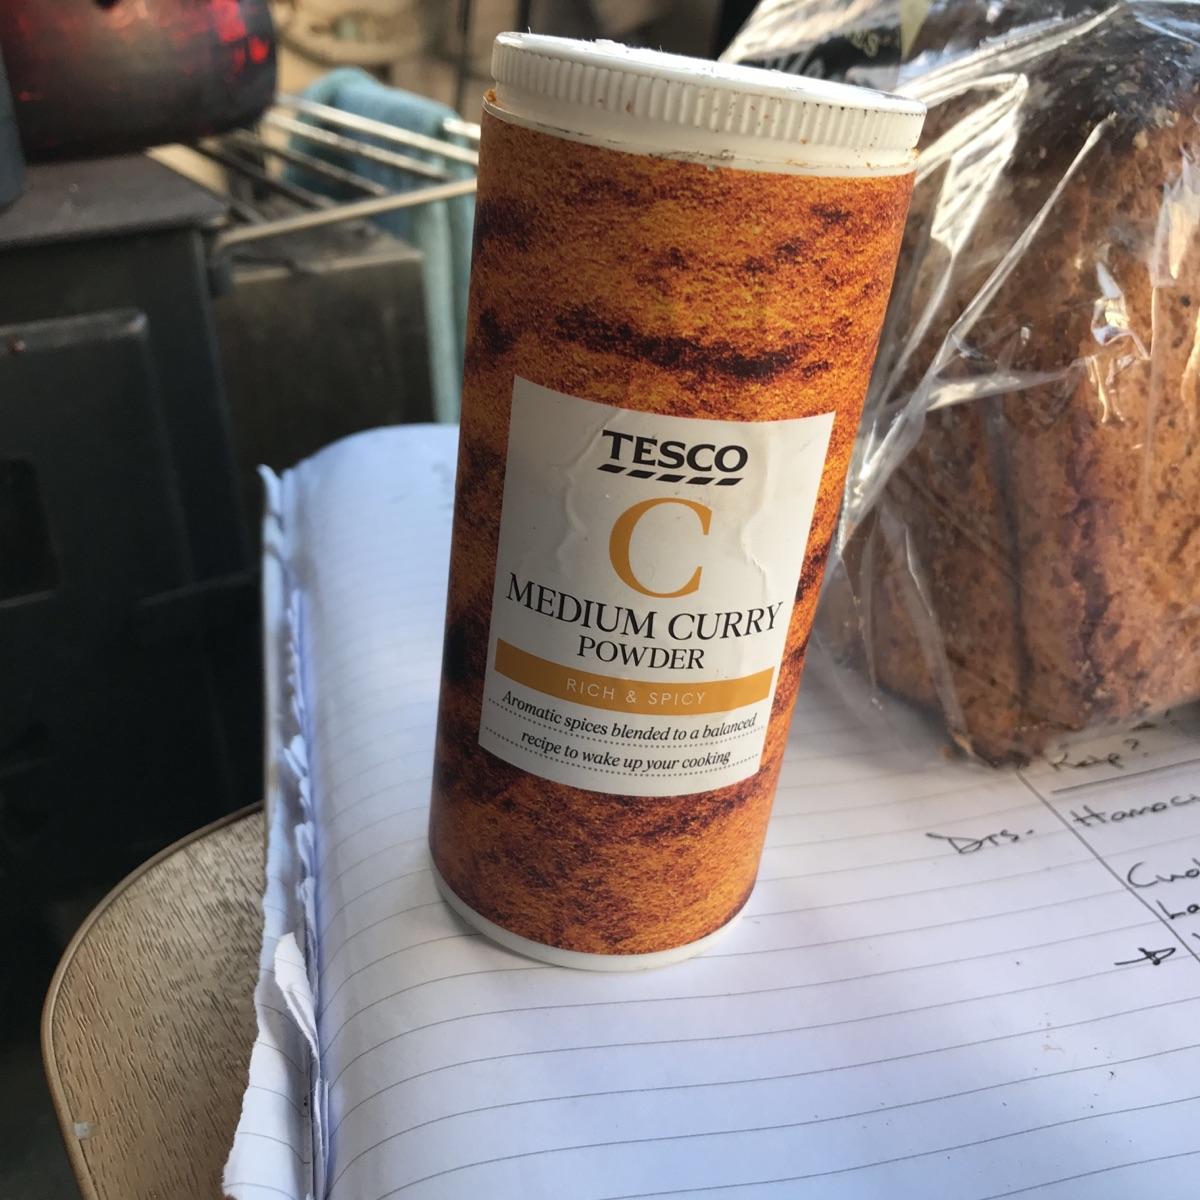 TESCO
C
MEDIUM CURRY
POWDER
RICH & SPICY
Aromatic spices blended to a balanced
recipe to wake up your cooking
Drs.